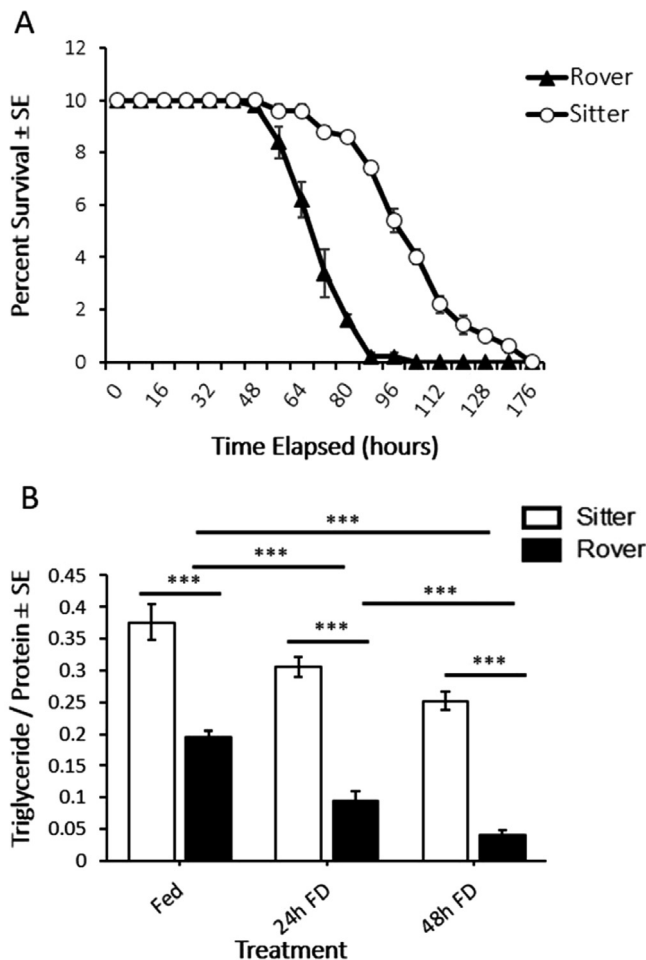 A
12
10
8
6
4
2
0
Percent Survival ± SE
Rover
Sitter
0 16 32 48 64 80 96 112 128 176
Time Elapsed (hours)
B
Sitter
Rover
***
***
***
***
***
***
0.45
0.4
0.35
0.3
0.25
0.2
0.15
0.1
0.05
0
Triglyceride / Protein ± SE
Fed 24h FD 48h FD
Treatment